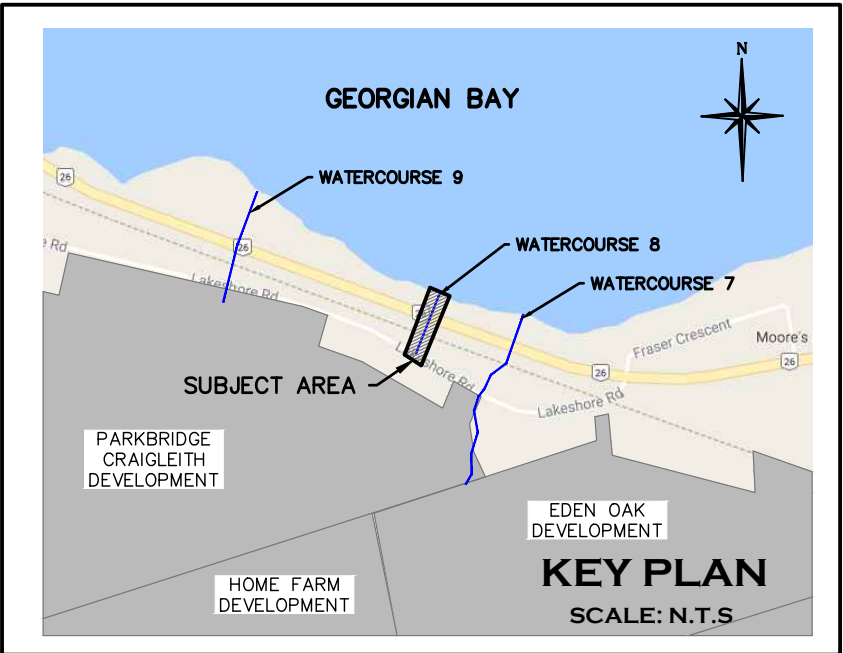 N
GEORGIAN BAY
26
WATERCOURSE 9
WATERCOURSE 8
26
e Rd
WATERCOURSE 7
Lakeshore Rd
Fraser Crescent
Moore's
26
26
Lakeshore Rd
SUBJECT AREA
Lakeshore Rd
PARKBRIDGE
CRAIGLEITH
DEVELOPMENT
EDEN OAK
DEVELOPMENT
HOME FARM
DEVELOPMENT
KEY PLAN
SCALE: N.T.S